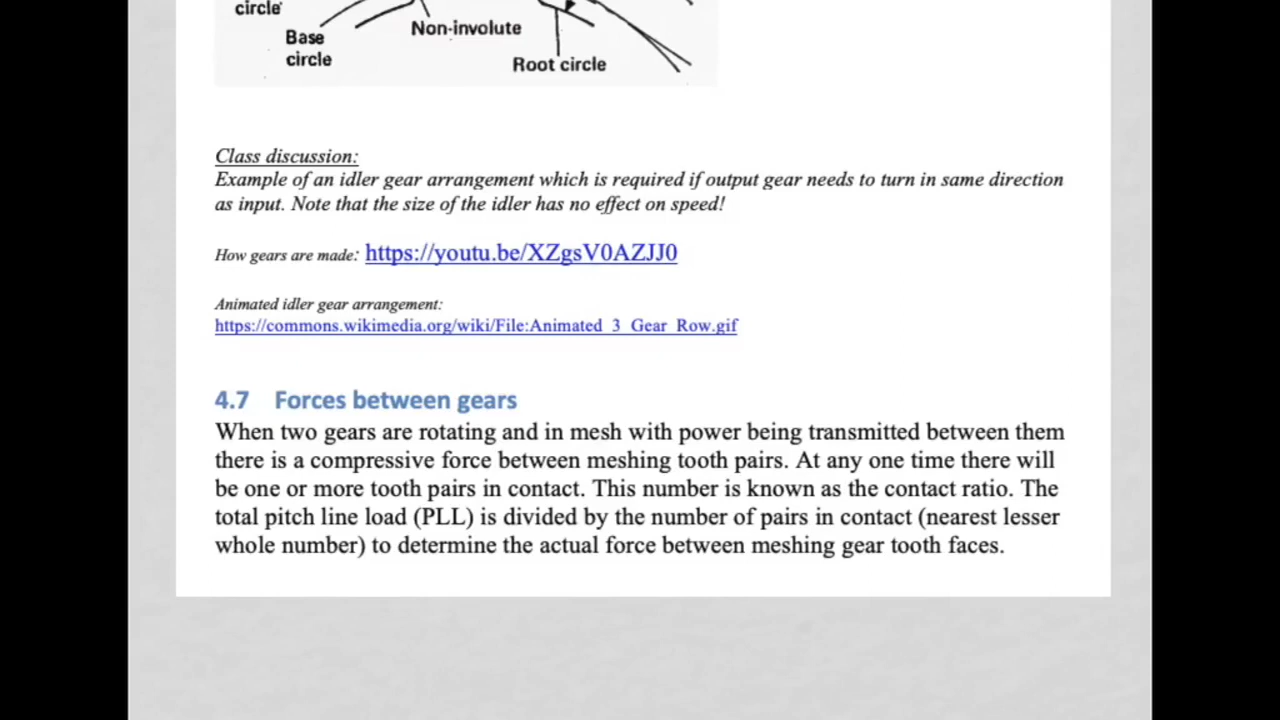 circle
Base
circle
Non-involute
Root circle
Class discussion:
Example of an idler gear arrangement which is required if output gear needs to turn in same direction
as input. Note that the size of the idler has no effect on speed!
How gears are made: https://youtu.be/XZgsV0AZJJ0
Animated idler gear arrangement:
https://commons.wikimedia.org/wiki/File:Animated_3_Gear_Row.gif
4.7 Forces between gears
When two gears are rotating and in mesh with power being transmitted between them
there is a compressive force between meshing tooth pairs. At any one time there will
be one or more tooth pairs in contact. This number is known as the contact ratio. The
total pitch line load (PLL) is divided by the number of pairs in contact (nearest lesser
whole number) to determine the actual force between meshing gear tooth faces.